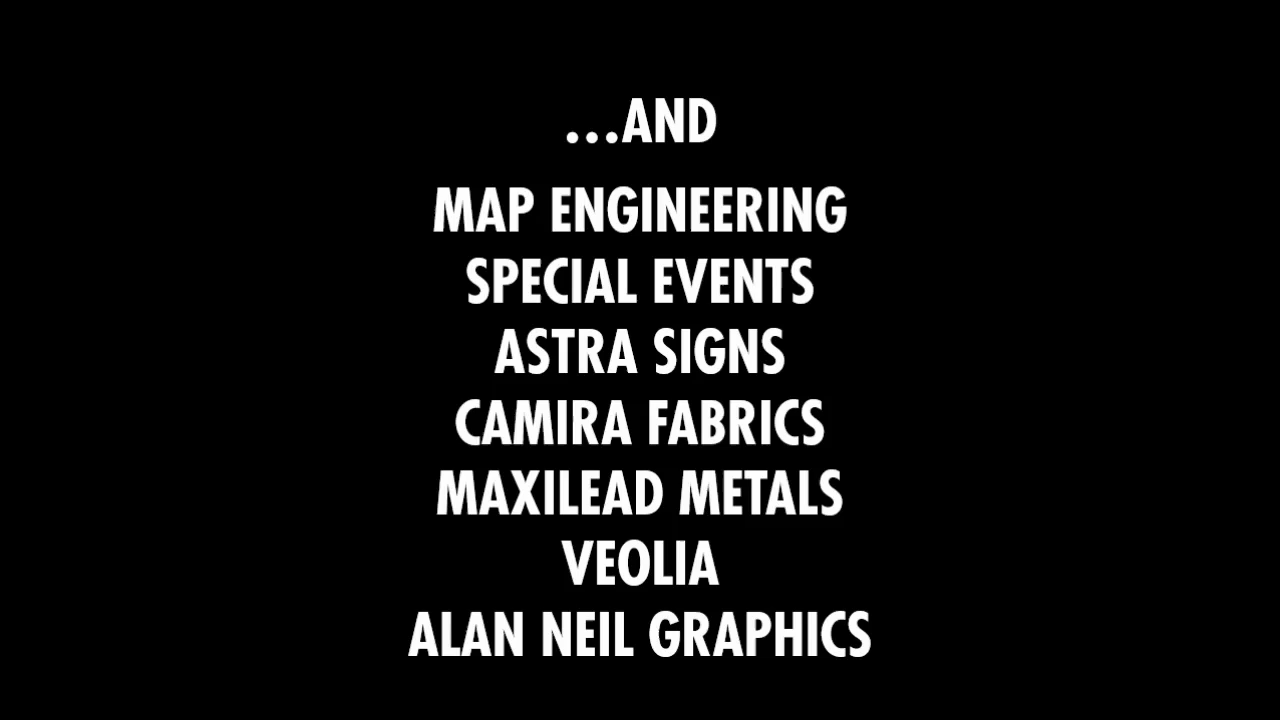 ...AND
MAP ENGINEERING
SPECIAL EVENTS
ASTRA SIGNS
CAMIRA FABRICS
MAXILEAD METALS
VEOLIA
ALAN NEIL GRAPHICS